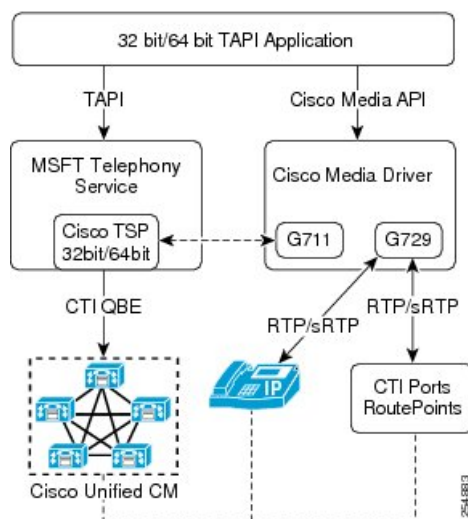 32 bit/64 bit TAPI Application
TAPI
Cisco Media API
MSFT Telephony
Service
Cisco Media Driver
Cisco TSP
32bit/64bit
G711
G729
CTI QBE
RTP/sRTP
RTP/sRTP
IP
CTI Ports
RoutePoints
Cisco Unified CM
254883